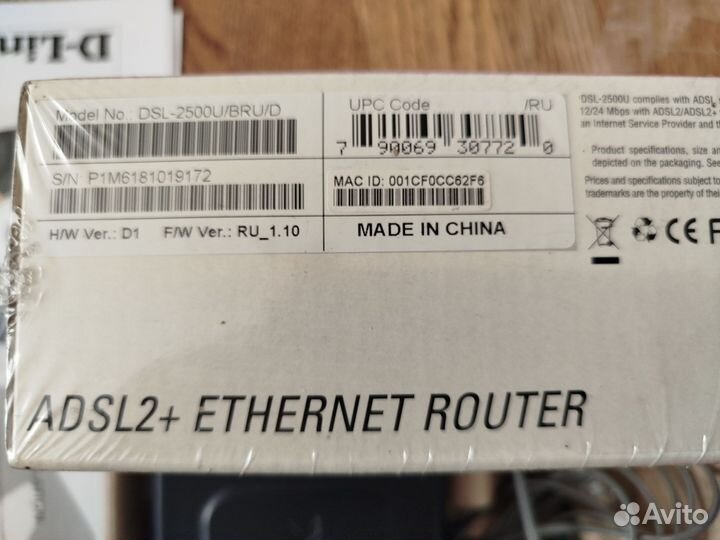 D-Lin
Model No.: DSL-2500U/BRU/D
UPC Code /RU
7 90069 30772 0
S/N P1M6181019172
MAC ID: 001CF0CC62F6
H/W Ver.: D1 F/W Ver.: RU_1.10
MADE IN CHINA
DSL-2500U complies with ADSL
12/24 Mbps with ADSL2/ADSL2+
an Internet Service Provider and th
Product specifications, size an
depicted on the packaging. See
Prices and specifications subject to
trademarks are the property of thei
CE F
ADSL2+ ETHERNET ROUTER
Avito